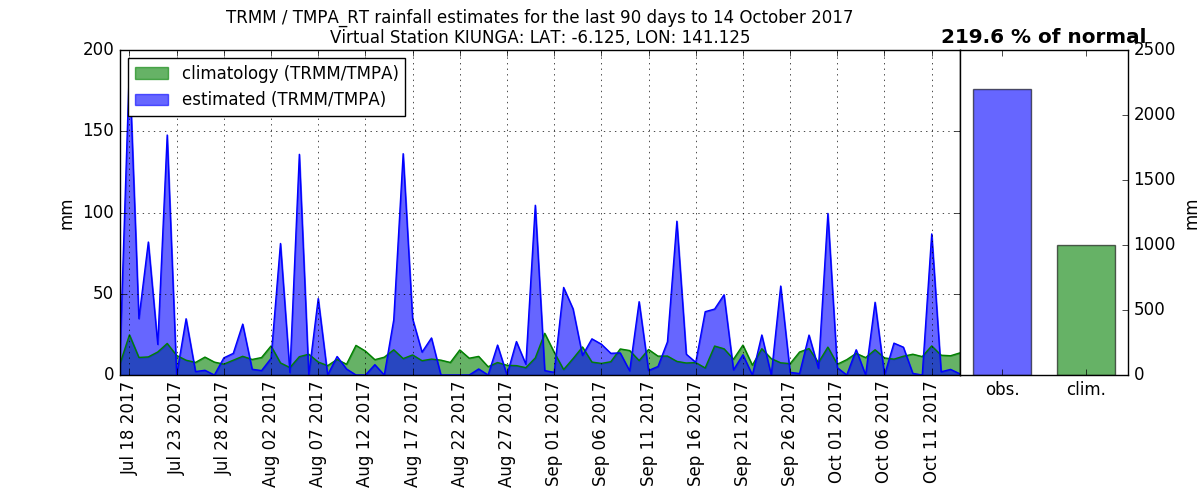 TRMM / TMPA_RT rainfall estimates for the last 90 days to 14 October 2017
Virtual Station KIUNGA: LAT: -6.125, LON: 141.125
219.6 % of normal
climatology (TRMM/TMPA)
estimated (TRMM/TMPA)
200
150
100
50
0
mm
2500
2000
1500
1000
500
0
mm
Jul 18 2017
Jul 23 2017
Jul 28 2017
Aug 02 2017
Aug 07 2017
Aug 12 2017
Aug 17 2017
Aug 22 2017
Aug 27 2017
Sep 01 2017
Sep 06 2017
Sep 11 2017
Sep 16 2017
Sep 21 2017
Sep 26 2017
Oct 01 2017
Oct 06 2017
Oct 11 2017
obs.
clim.